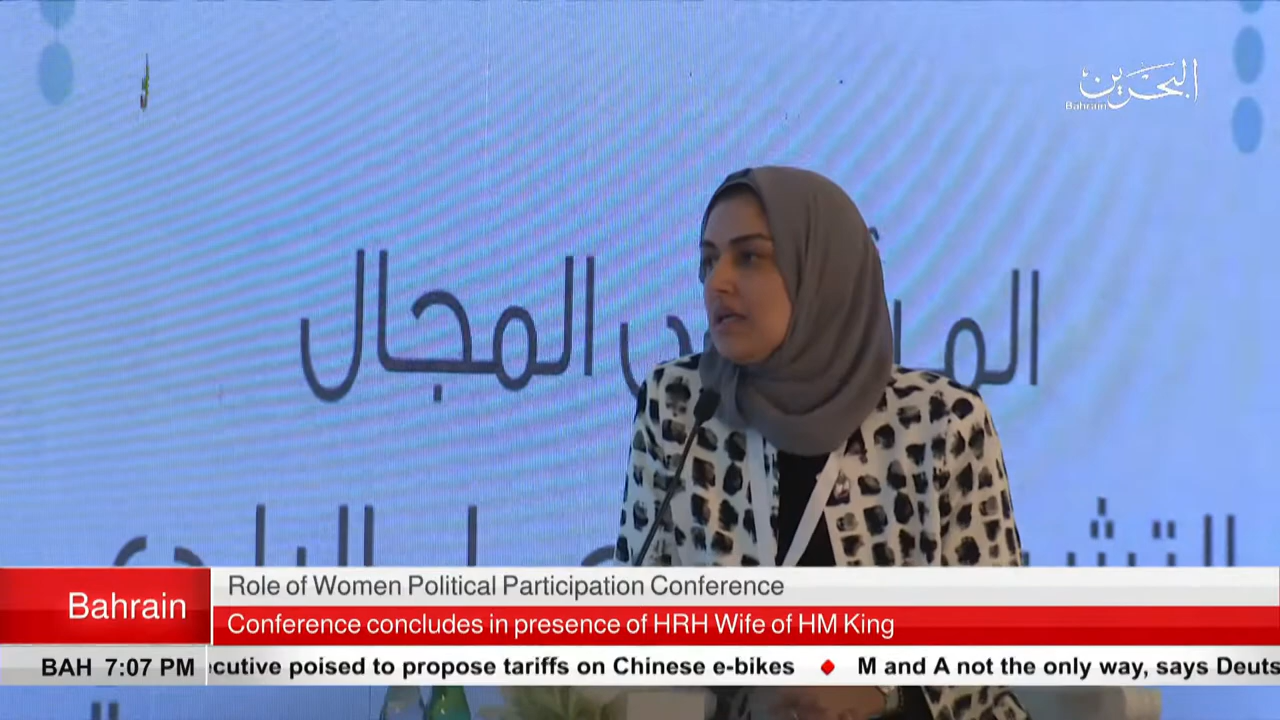 البحرين
Bahrain
المجال
Bahrain
Role of Women Political Participation Conference
Conference concludes in presence of HRH Wife of HM King
BAH 7:07 PM
cutive poised to propose tariffs on Chinese e-bikes ♦ M and A not the only way, says Deuts